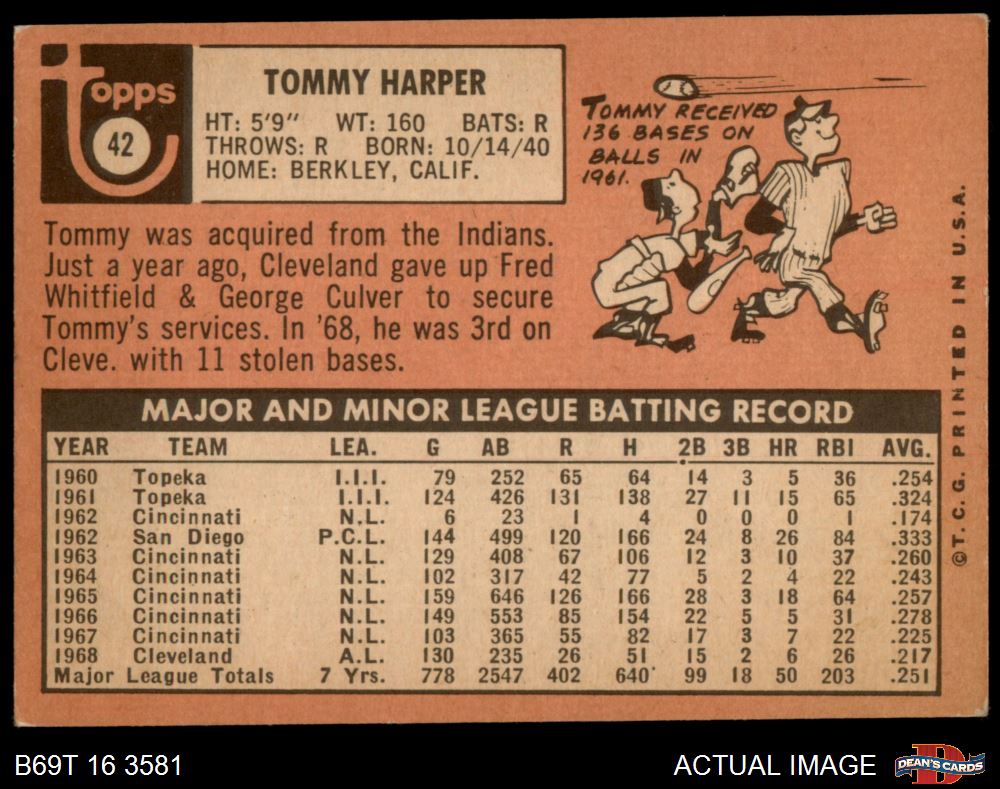 Topps
42
TOMMY HARPER
HT: 5'9" WT: 160 BATS: R
THROWS: R BORN: 10/14/40
HOME: BERKLEY, CALIF.
TOMMY RECEIVED
136 BASES ON
BALLS IN
1961.
Tommy was acquired from the Indians.
Just a year ago, Cleveland gave up Fred
Whitfield & George Culver to secure
Tommy's services. In '68, he was 3rd on
Cleve. with 11 stolen bases.
MAJOR AND MINOR LEAGUE BATTING RECORD
YEAR TEAM LEA. G AB R H 2B 3B HR RBI AVG.
1960 Topeka I.I.I. 79 252 65 64 14 3 5 36 .254
1961 Topeka I.I.I. 124 426 131 138 27 11 15 65 .324
1962 Cincinnati N.L. 6 23 1 4 0 0 0 1 .174
1962 San Diego P.C.L. 144 499 120 166 24 8 26 84 .333
1963 Cincinnati N.L. 129 408 67 106 12 3 10 37 .260
1964 Cincinnati N.L. 102 317 42 77 5 2 4 22 .243
1965 Cincinnati N.L. 159 646 126 166 28 3 18 64 .257
1966 Cincinnati N.L. 149 553 85 154 22 5 5 31 .278
1967 Cincinnati N.L. 103 365 55 82 17 3 7 22 .225
1968 Cleveland A.L. 130 235 26 51 15 2 6 26 .217
Major League Totals 7 Yrs. 778 2547 402 640 99 18 50 203 .251
©T.C.G. PRINTED IN U.S.A.
B69T 16 3581
ACTUAL IMAGE
D
DEAN'S CARDS